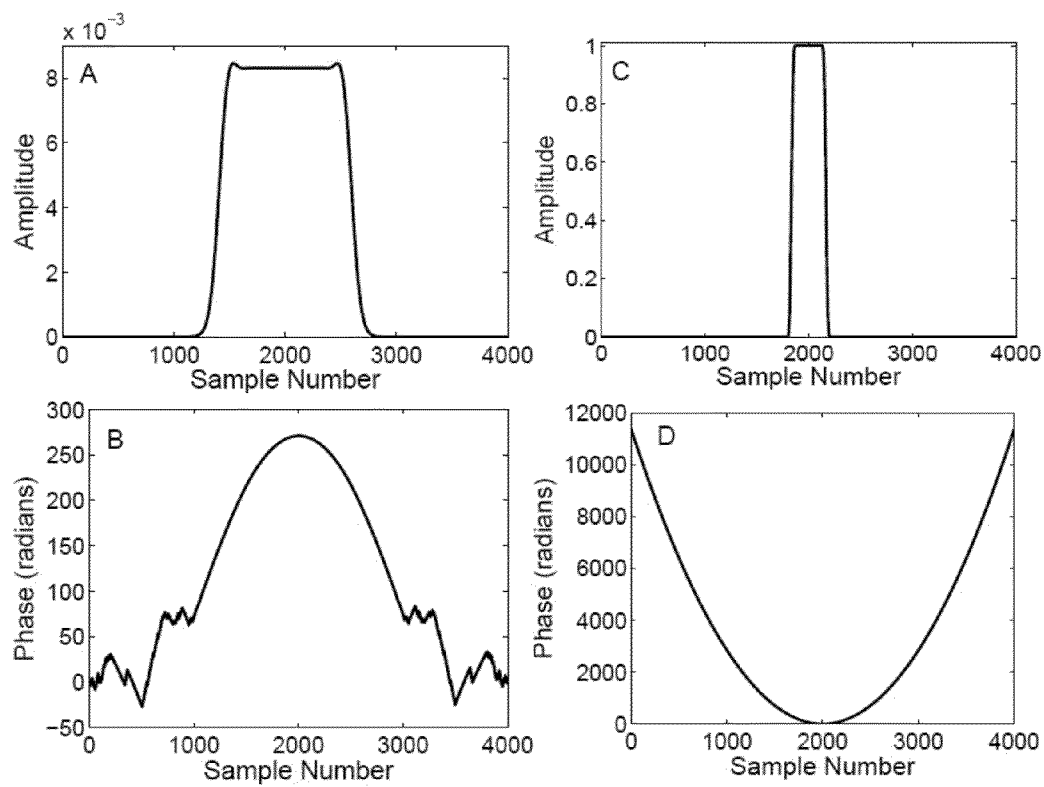 x 10⁻³
A
8
6
4
2
0
0 1000 2000 3000 4000
Amplitude
Sample Number
C
1
0.8
0.6
0.4
0.2
0
0 1000 2000 3000 4000
Amplitude
Sample Number
B
300
250
200
150
100
50
0
−50
0 1000 2000 3000 4000
Phase (radians)
Sample Number
D
12000
10000
8000
6000
4000
2000
0
0 1000 2000 3000 4000
Phase (radians)
Sample Number